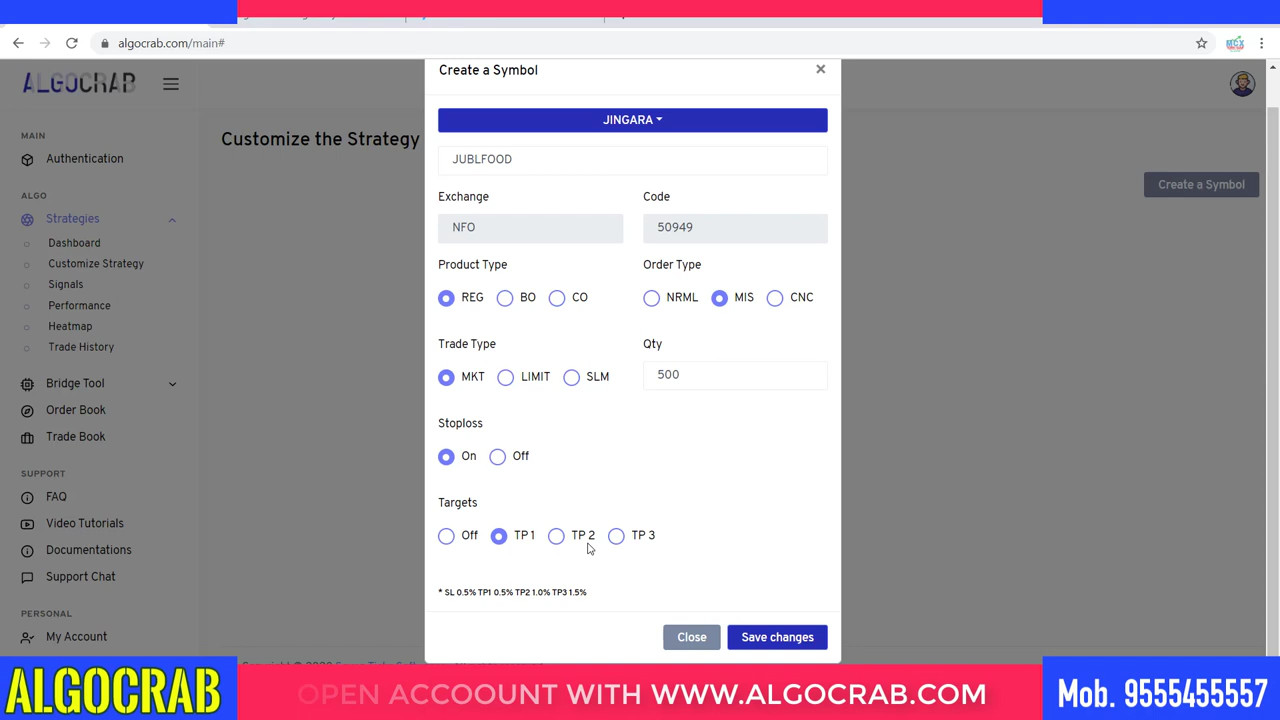 algocrab.com/main#
MCX
ALGOCRAB
Create a Symbol
×
MAIN
Authentication
Customize the Strategy
JINGARA
JUBLFOOD
Create a Symbol
ALGO
Strategies
Dashboard
Customize Strategy
Signals
Performance
Heatmap
Trade History
Exchange
Code
NFO
50949
Product Type
Order Type
REG
BO
CO
NRML
MIS
CNC
Trade Type
Qty
MKT
LIMIT
SLM
500
Bridge Tool
Order Book
Trade Book
Stoploss
On
Off
SUPPORT
FAQ
Video Tutorials
Documentations
Support Chat
Targets
Off
TP 1
TP 2
TP 3
* SL 0.5% TP1 0.5% TP2 1.0% TP3 1.5%
PERSONAL
My Account
Close
Save changes
ALGOCRAB
OPEN ACCOOUNT WITH WWW.ALGOCRAB.COM
Mob. 9555455557